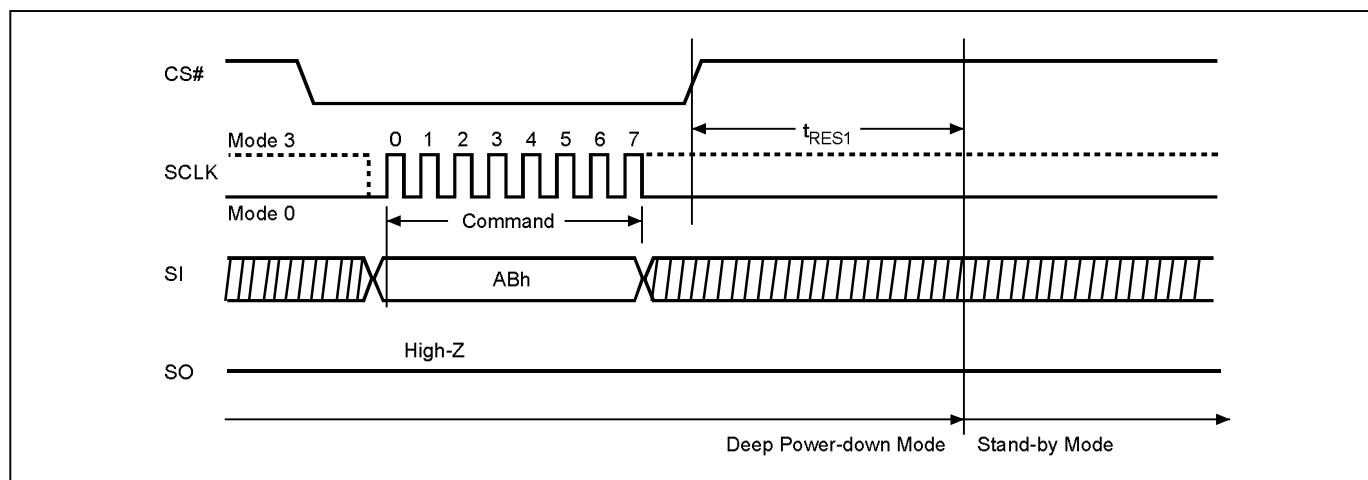 CS#
tRES1
Mode 3
0 1 2 3 4 5 6 7
SCLK
Mode 0
Command
SI
ABh
High-Z
SO
Deep Power-down Mode
Stand-by Mode